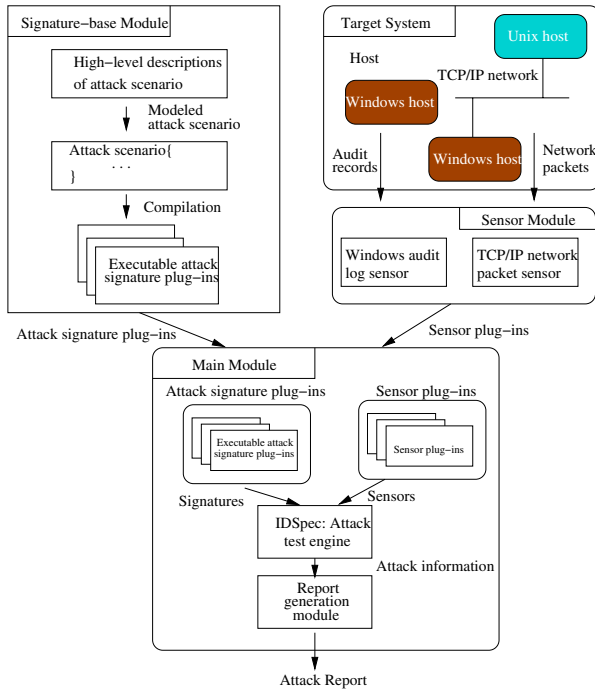 Signature−base Module
High−level descriptions
of attack scenario
Modeled
attack scenario
Attack scenario{
. . .
}
Compilation
Executable attack
signature plug−ins
Attack signature plug−ins
Target System
Unix host
Host
TCP/IP network
Windows host
Windows host
Audit
records
Network
packets
Sensor Module
Windows audit
log sensor
TCP/IP network
packet sensor
Sensor plug−ins
Main Module
Attack signature plug−ins
Executable attack
signature plug−ins
Sensor plug−ins
Sensor plug−ins
Signatures
Sensors
IDSpec: Attack
test engine
Attack information
Report
generation
module
Attack Report